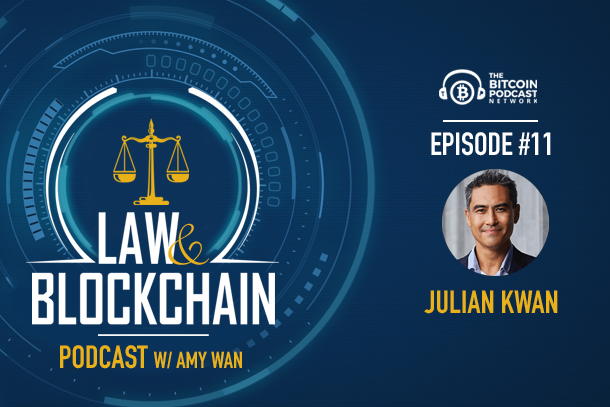 LAW &
BLOCKCHAIN
PODCAST W/ AMY WAN
THE
BITCOIN
PODCAST
NETWORK
EPISODE #11
JULIAN KWAN